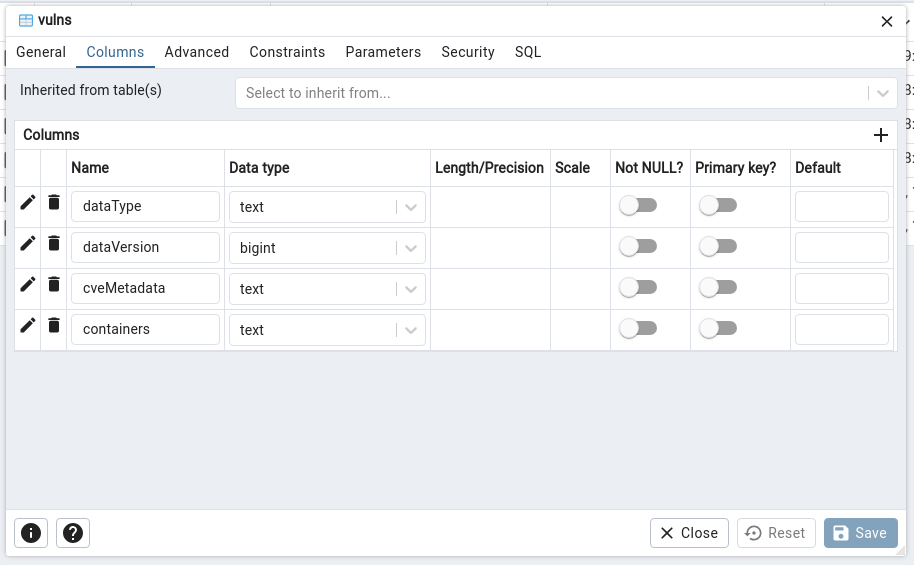 vulns
General Columns Advanced Constraints Parameters Security SQL
Inherited from table(s) Select to inherit from...
Columns
Name Data type Length/Precision Scale Not NULL? Primary key? Default
dataType text
dataVersion bigint
cveMetadata text
containers text
Close Reset Save